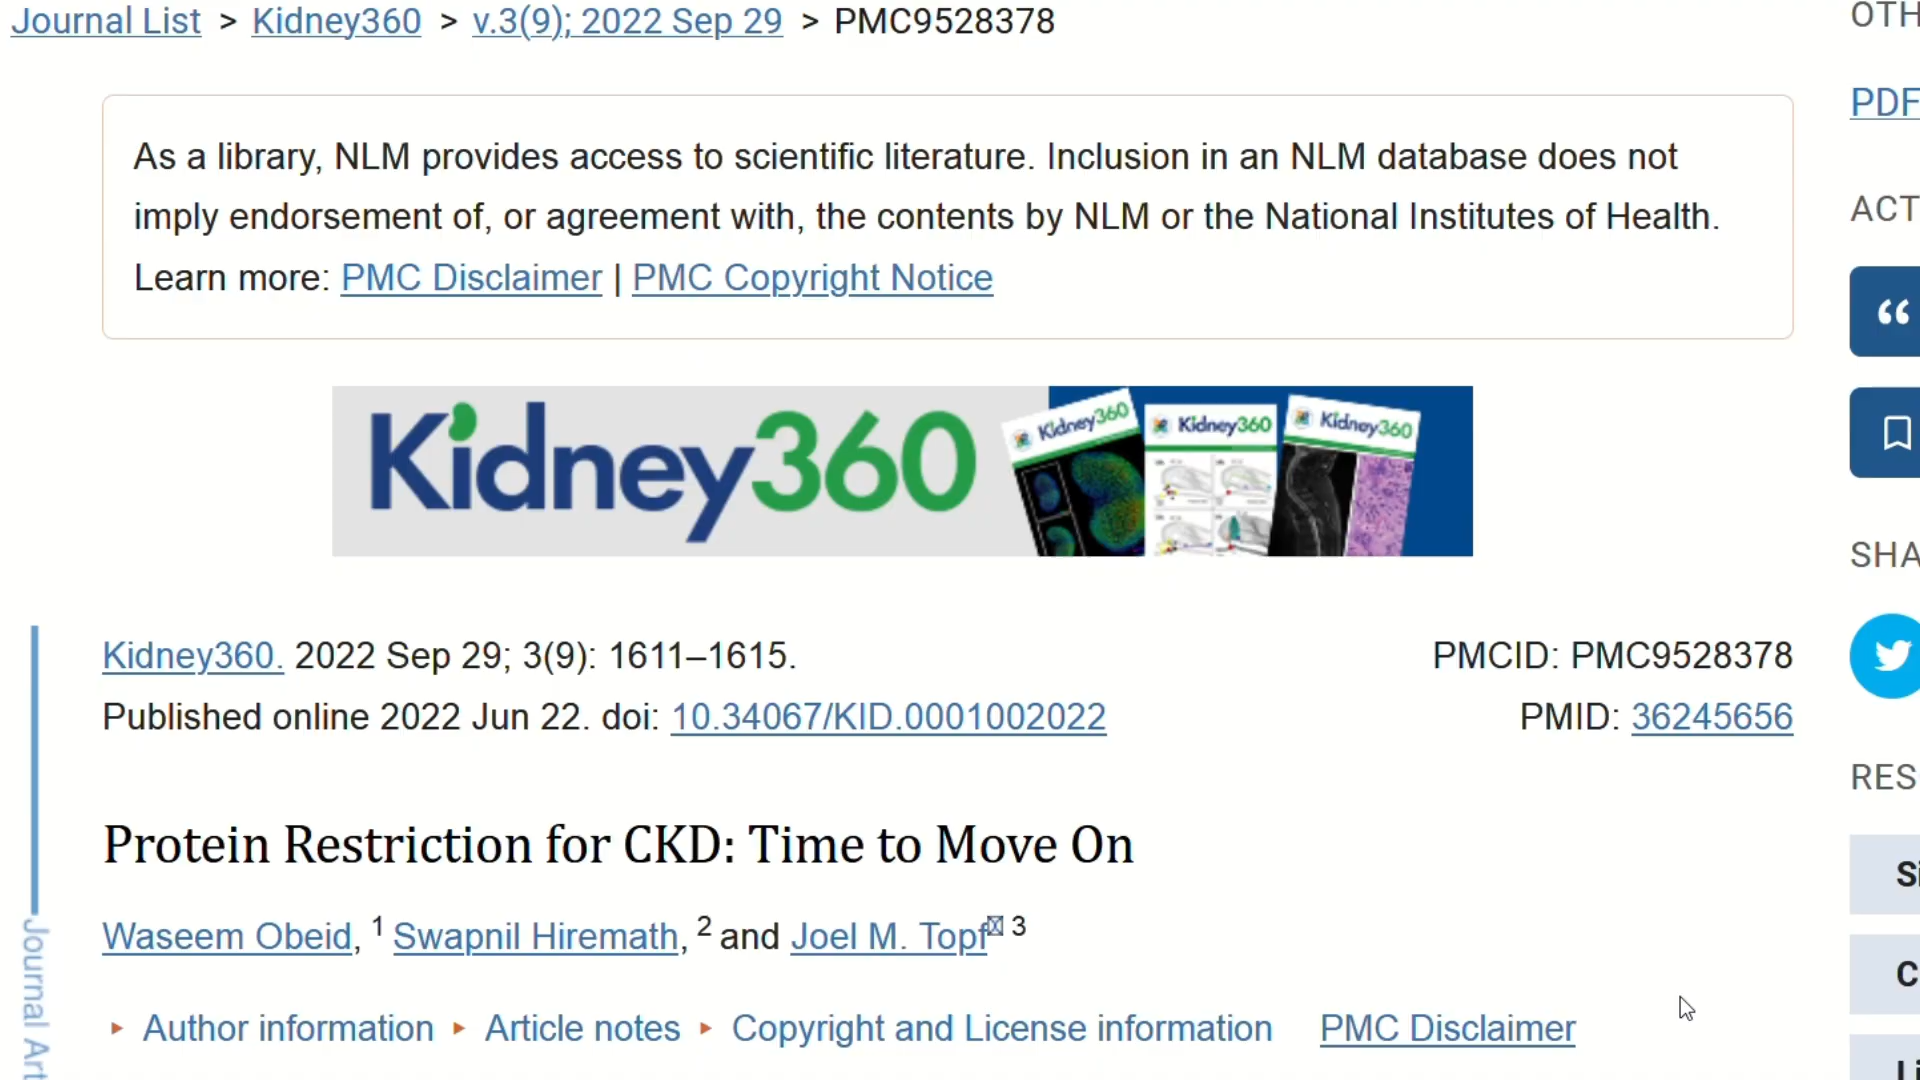 Journal List > Kidney360 > v.3(9); 2022 Sep 29 > PMC9528378
As a library, NLM provides access to scientific literature. Inclusion in an NLM database does not
imply endorsement of, or agreement with, the contents by NLM or the National Institutes of Health.
Learn more: PMC Disclaimer | PMC Copyright Notice
Kidney360
Kidney360
Kidney360
Kidney360
Kidney360. 2022 Sep 29; 3(9): 1611–1615.
Published online 2022 Jun 22. doi: 10.34067/KID.0001002022
PMCID: PMC9528378
PMID: 36245656
Protein Restriction for CKD: Time to Move On
Waseem Obeid, 1 Swapnil Hiremath, 2 and Joel M. Topf 3
Author information Article notes Copyright and License information PMC Disclaimer
Journal Art
OTH
PDF
ACT
SHA
RES
Si
C
Li